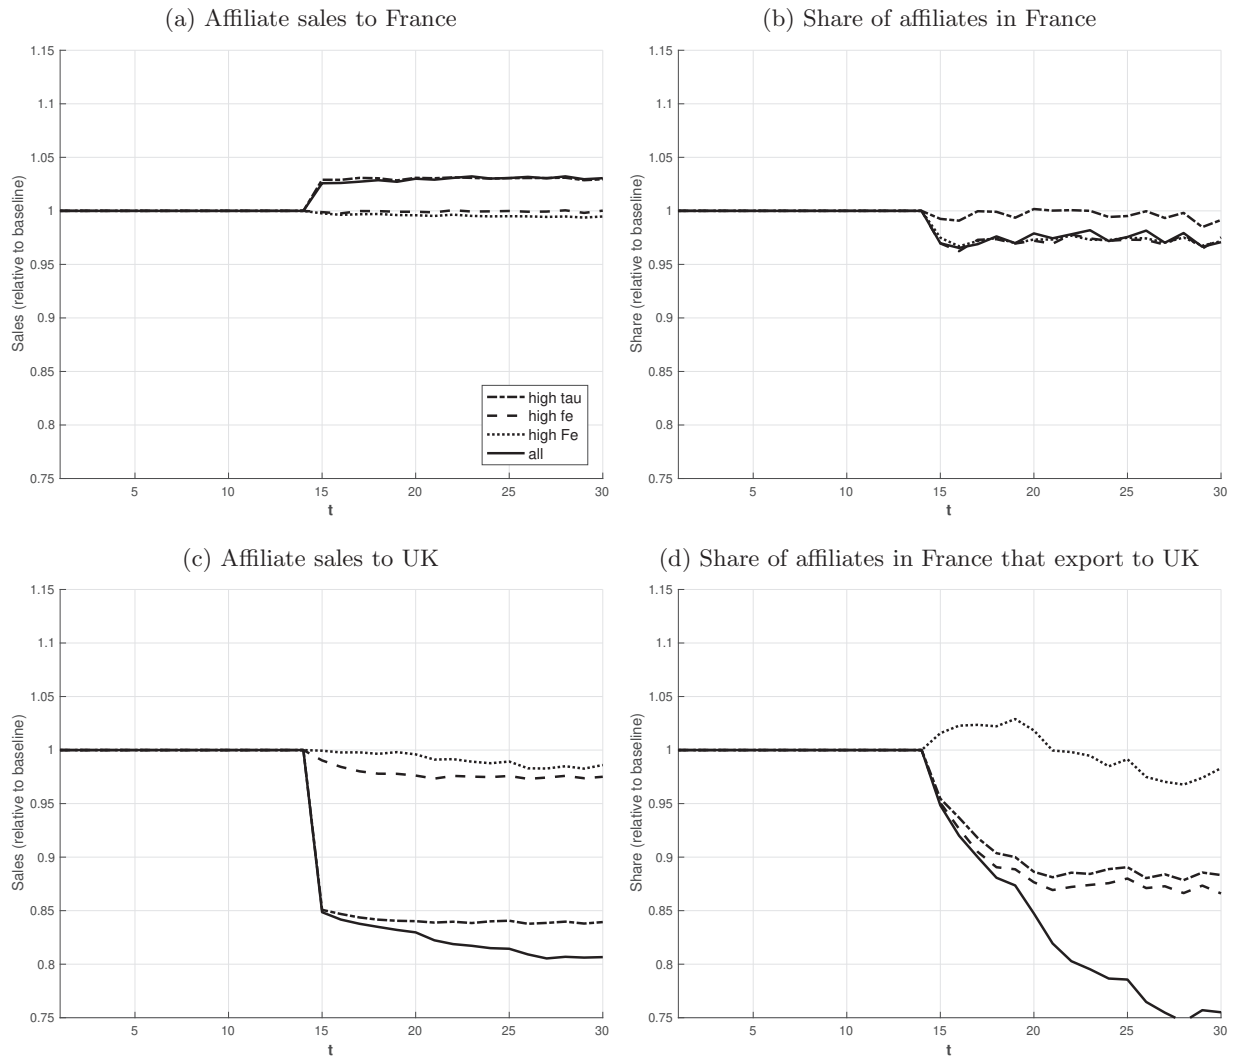 (a) Affiliate sales to France
Sales (relative to baseline)
1.15
1.1
1.05
1
0.95
0.9
0.85
0.8
0.75
5 10 15 20 25 30
t
high tau
high fe
high Fe
all
(b) Share of affiliates in France
Share (relative to baseline)
1.15
1.1
1.05
1
0.95
0.9
0.85
0.8
0.75
5 10 15 20 25 30
t
(c) Affiliate sales to UK
Sales (relative to baseline)
1.15
1.1
1.05
1
0.95
0.9
0.85
0.8
0.75
5 10 15 20 25 30
t
(d) Share of affiliates in France that export to UK
Share (relative to baseline)
1.15
1.1
1.05
1
0.95
0.9
0.85
0.8
0.75
5 10 15 20 25 30
t